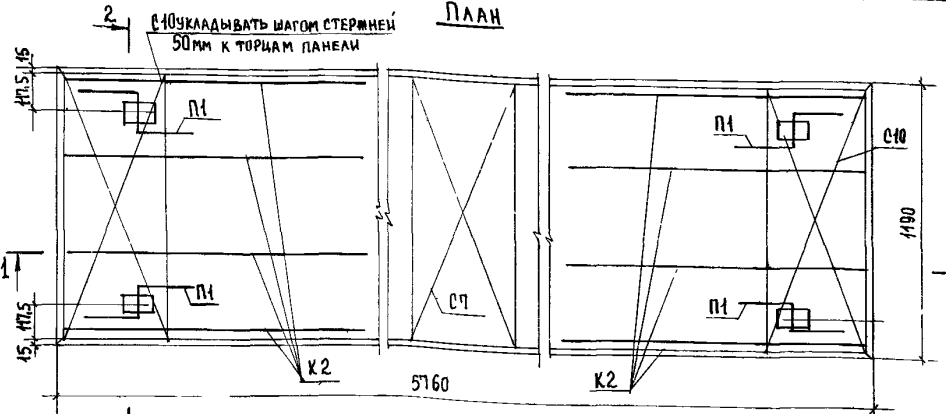 ПЛАН
2
С10 УКЛАДЫВАТЬ ШАГОМ СТЕРЖНЕЙ
50ММ К ТОРЦАМ ПАНЕЛИ
15
117.5
П1
П1
С10
1190
1
П1
С7
П1
117.5
15
К2
К2
5760